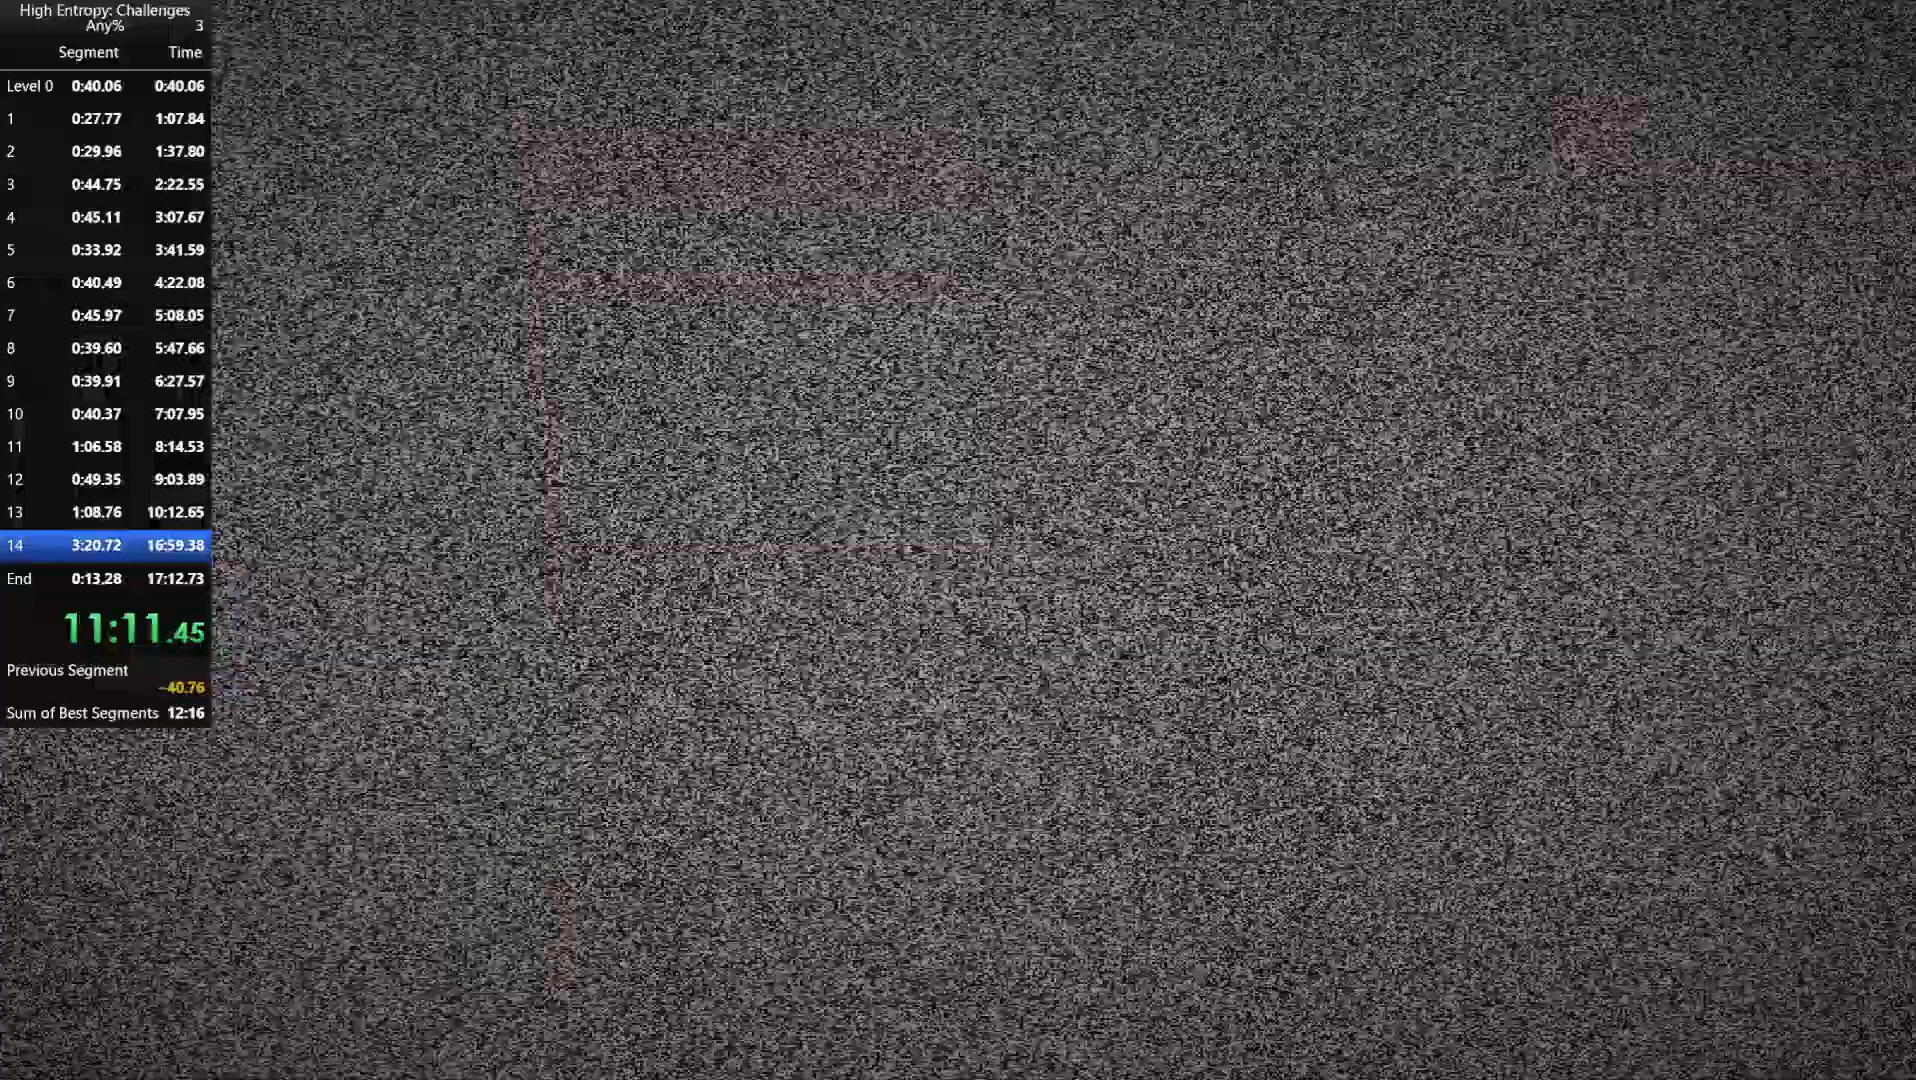 High Entropy: Challenges
Any% 3
Segment Time
Level 0 0:40.06 0:40.06
1 0:27.77 1:07.84
2 0:29.96 1:37.80
3 0:44.75 2:22.55
4 0:45.11 3:07.67
5 0:33.92 3:41.59
6 0:40.49 4:22.08
7 0:45.97 5:08.05
8 0:39.60 5:47.66
9 0:39.91 6:27.57
10 0:40.37 7:07.95
11 1:06.58 8:14.53
12 0:49.35 9:03.89
13 1:08.76 10:12.65
14 3:20.72 16:59.38
End 0:13.28 17:12.73
11:11.45
Previous Segment
-40.76
Sum of Best Segments 12:16